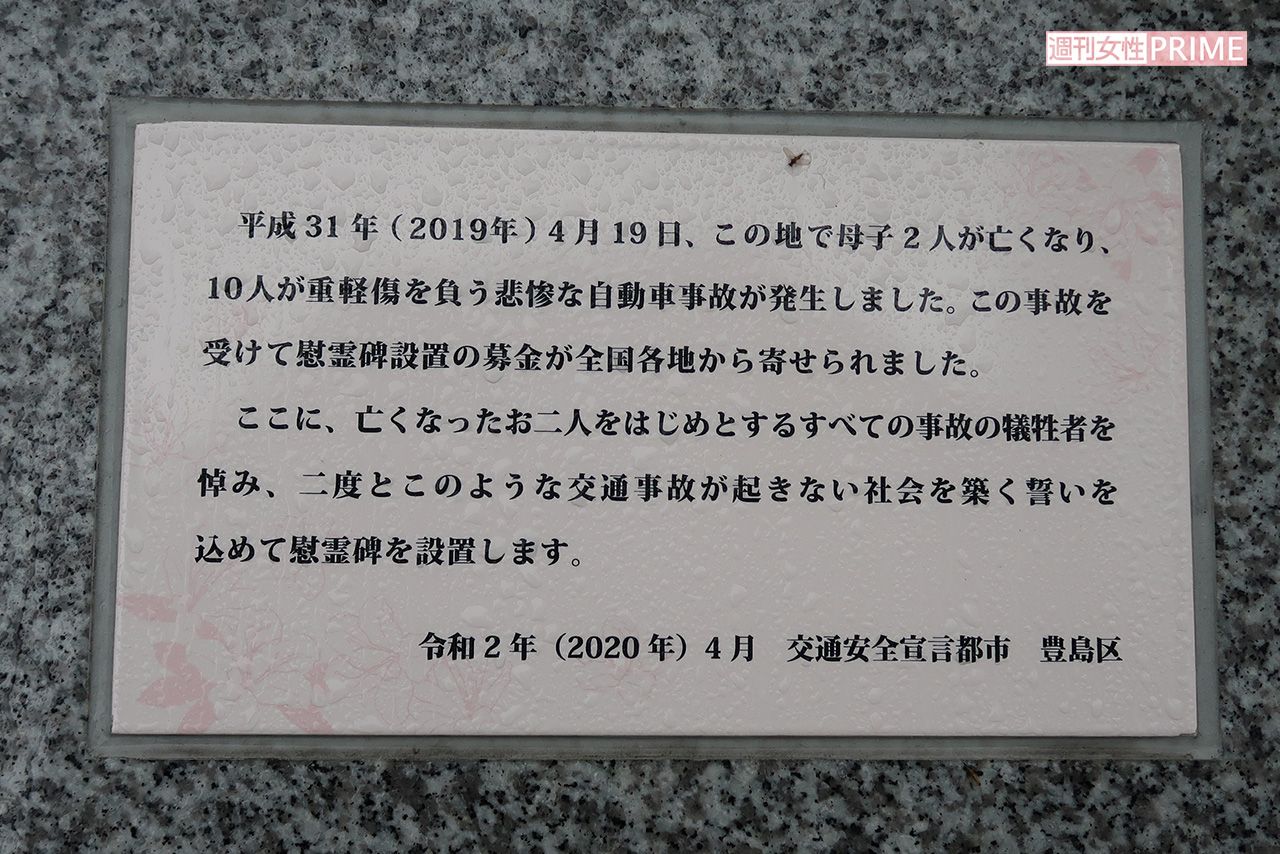 週刊女性PRIME
平成31年（2019年）4月19日、この地で母子2人が亡くなり、
10人が重軽傷を負う悲惨な自動車事故が発生しました。この事故を
受けて慰霊碑設置の募金が全国各地から寄せられました。
ここに、亡くなったお二人をはじめとするすべての事故の犠牲者を
悼み、二度とこのような交通事故が起きない社会を築く誓いを
込めて慰霊碑を設置します。
令和2年（2020年）4月　交通安全宣言都市　豊島区